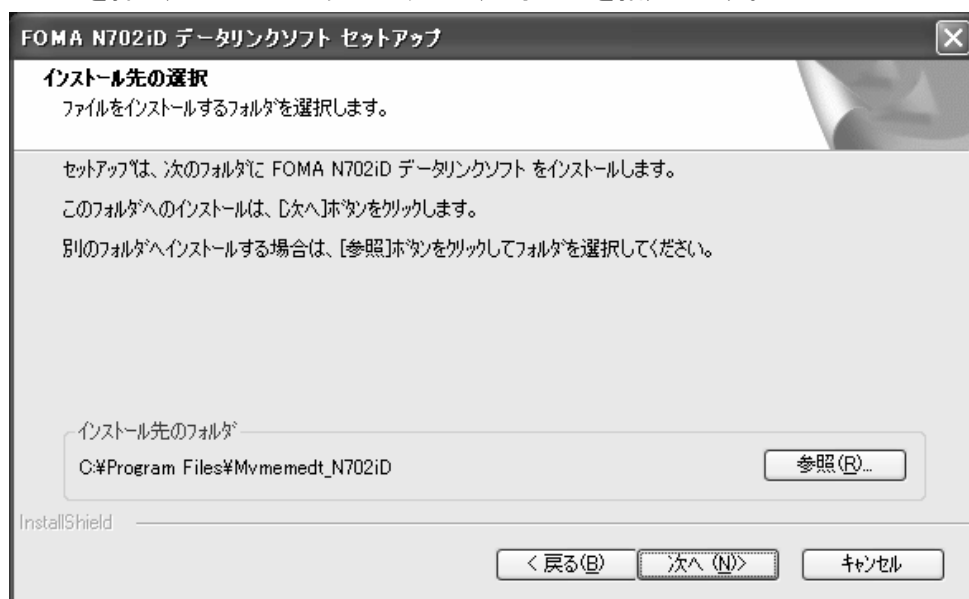 FOMA N702iD データリンクソフト セットアップ
インストール先の選択
ファイルをインストールするフォルダを選択します。
セットアップは、次のフォルダに FOMA N702iD データリンクソフト をインストールします。
このフォルダへのインストールは、[次へ]ボタンをクリックします。
別のフォルダへインストールする場合は、[参照]ボタンをクリックしてフォルダを選択してください。
インストール先のフォルダ
C:¥Program Files¥Mvmemedt_N702iD
参照(R)...
InstallShield
< 戻る(B)
次へ (N)>
キャンセル